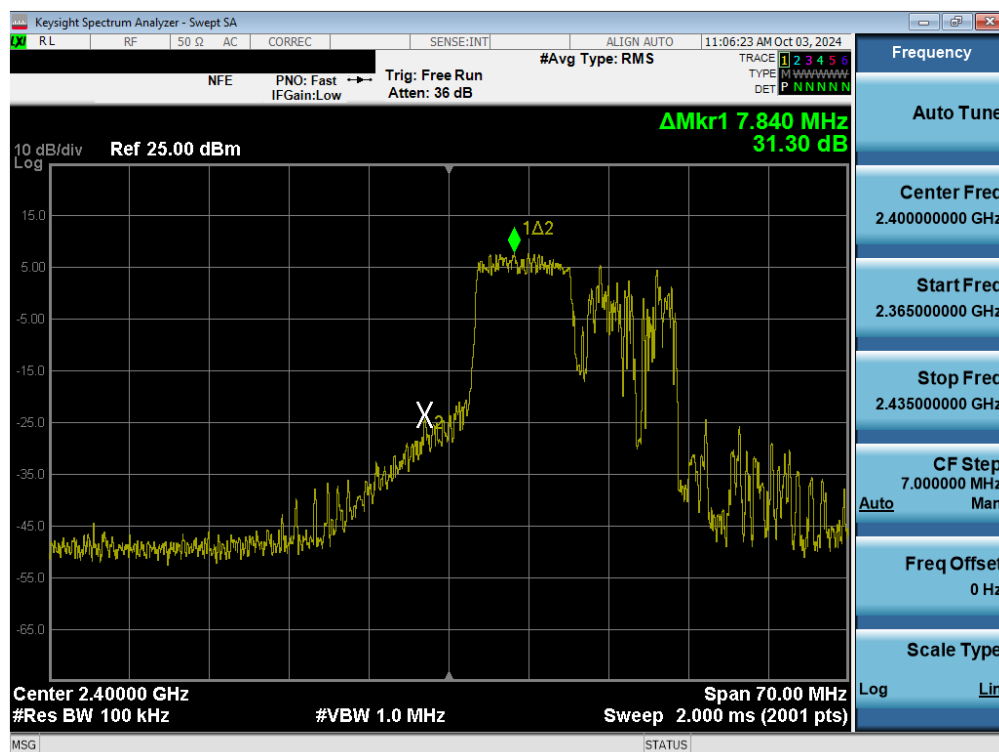 Keysight Spectrum Analyzer - Swept SA
LXI RL RF 50 Ω AC CORREC SENSE:INT ALIGN AUTO 11:06:23 AM Oct 03, 2024
NFE PNO: Fast Trig: Free Run #Avg Type: RMS TRACE 1 2 3 4 5 6
IFGain:Low Atten: 36 dB TYPE M WWWWW
DET P N N N N N
ΔMkr1 7.840 MHz
31.30 dB
10 dB/div Ref 25.00 dBm
Log
15.0
5.00
-5.00
-15.0
-25.0
-35.0
-45.0
-55.0
-65.0
1Δ2
X2
Center 2.40000 GHz Span 70.00 MHz
#Res BW 100 kHz #VBW 1.0 MHz Sweep 2.000 ms (2001 pts)
MSG STATUS
Frequency
Auto Tune
Center Freq
2.400000000 GHz
Start Freq
2.365000000 GHz
Stop Freq
2.435000000 GHz
CF Step
7.000000 MHz
Auto Man
Freq Offset
0 Hz
Scale Type
Log Lin